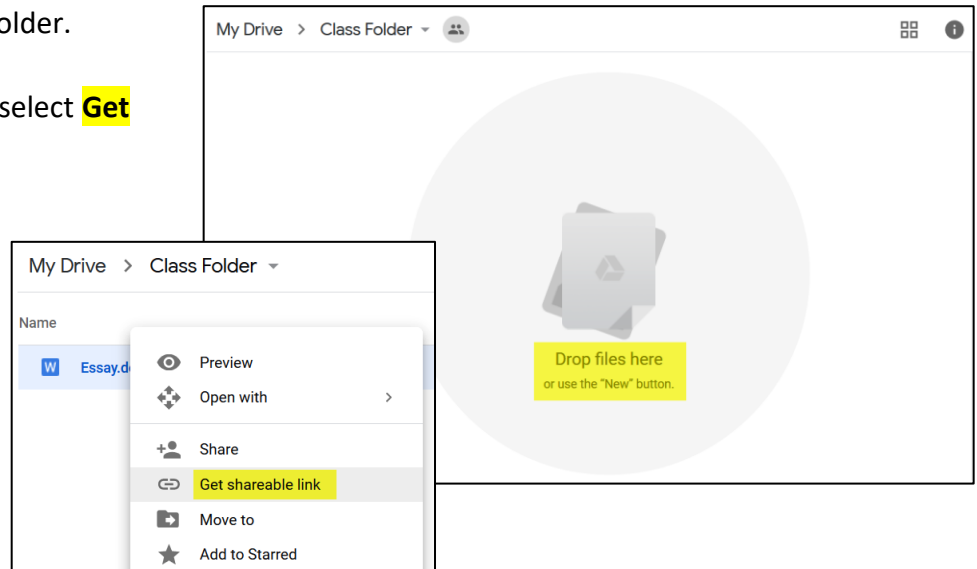 older.
select Get
My Drive > Class Folder
Drop files here
or use the "New" button.
My Drive > Class Folder
Name
W Essay.d
Preview
Open with >
Share
Get shareable link
Move to
Add to Starred